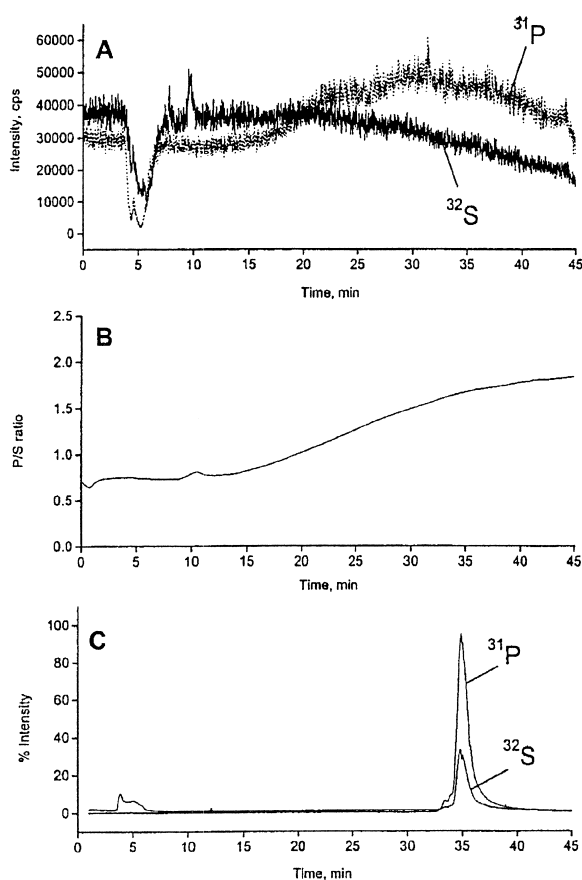 A
31P
60000
50000
40000
30000
20000
10000
0
Intensity, cps
32S
0 5 10 15 20 25 30 35 40 45
Time, min
B
2.5
2.0
1.5
1.0
0.5
0.0
P/S ratio
0 5 10 15 20 25 30 35 40 45
Time, min
C
100
80
60
40
20
0
% Intensity
31P
32S
0 5 10 15 20 25 30 35 40 45
Time, min